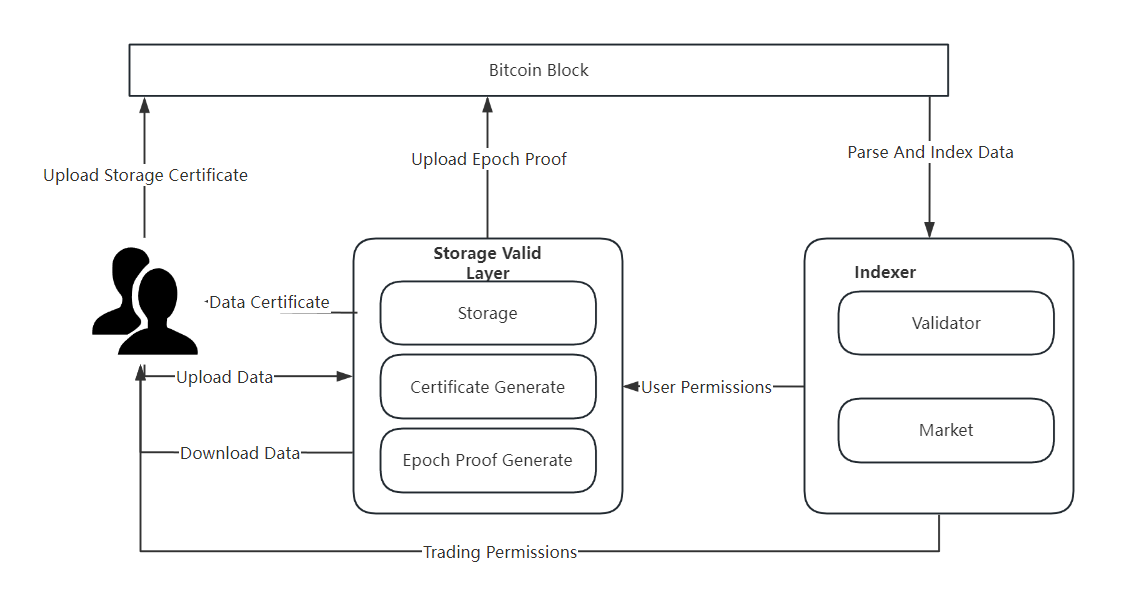 Bitcoin Block
Upload Storage Certificate
Upload Epoch Proof
Parse And Index Data
Storage Valid
Layer
Storage
Certificate Generate
Epoch Proof Generate
Data Certificate
Upload Data
Download Data
User Permissions
Indexer
Validator
Market
Trading Permissions